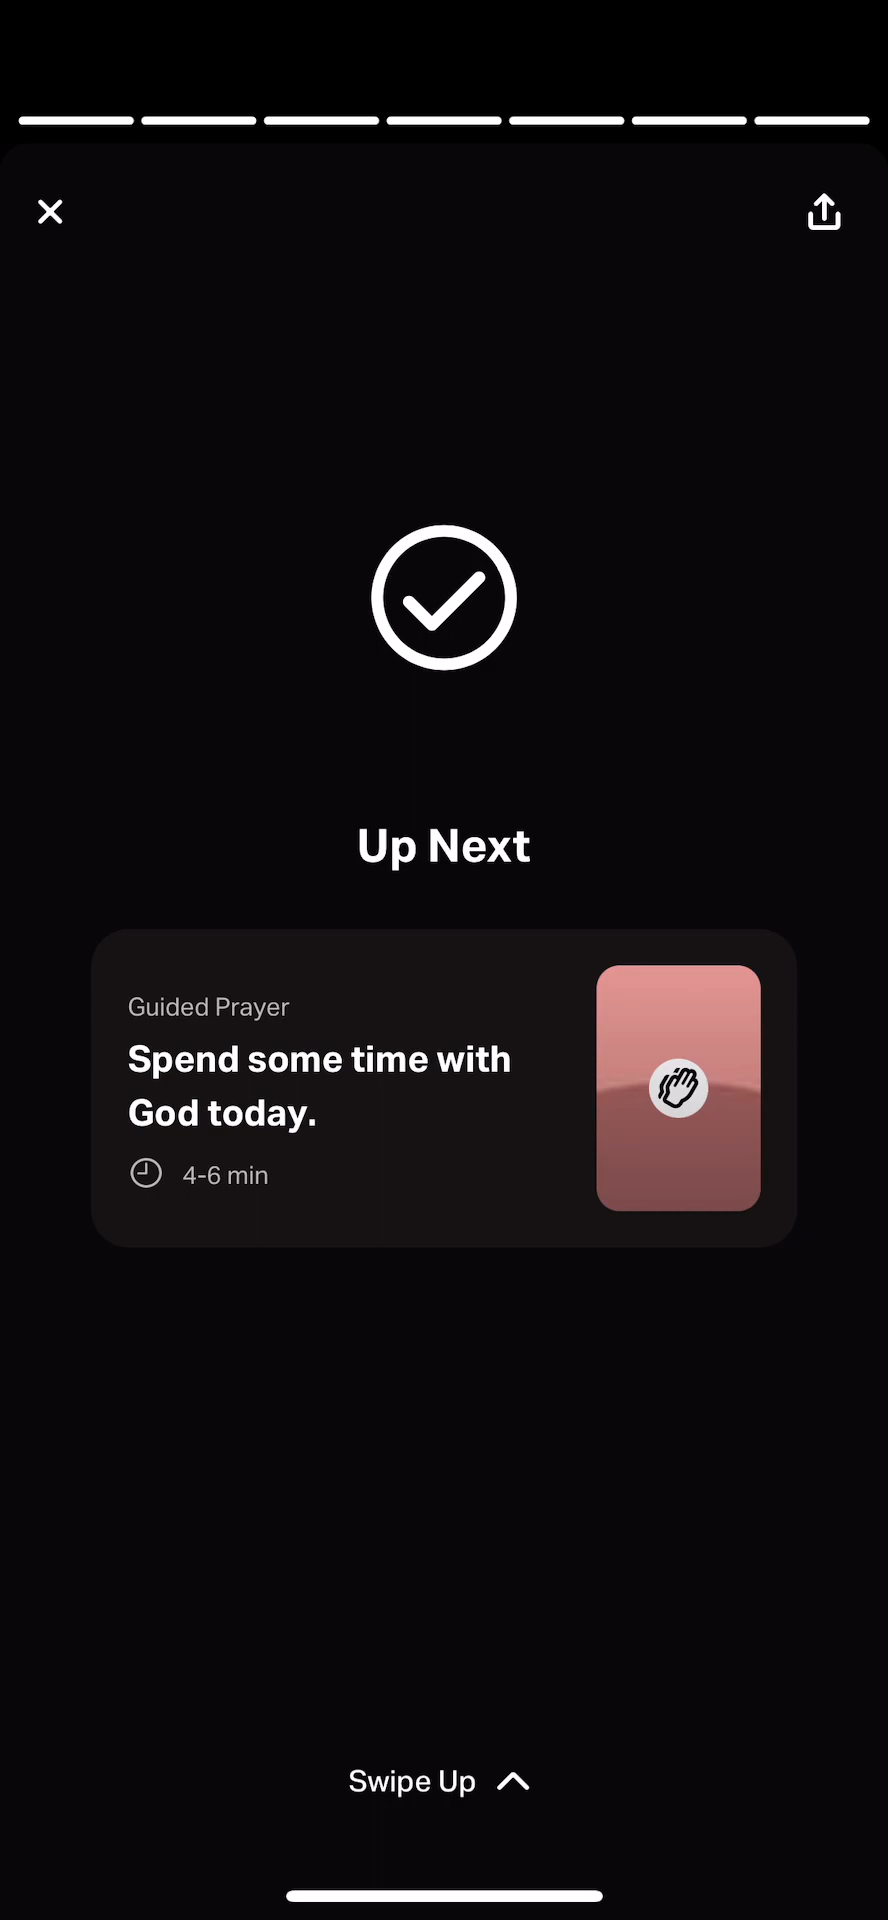 Up Next
Guided Prayer
Spend some time with
God today.
4-6 min
Swipe Up